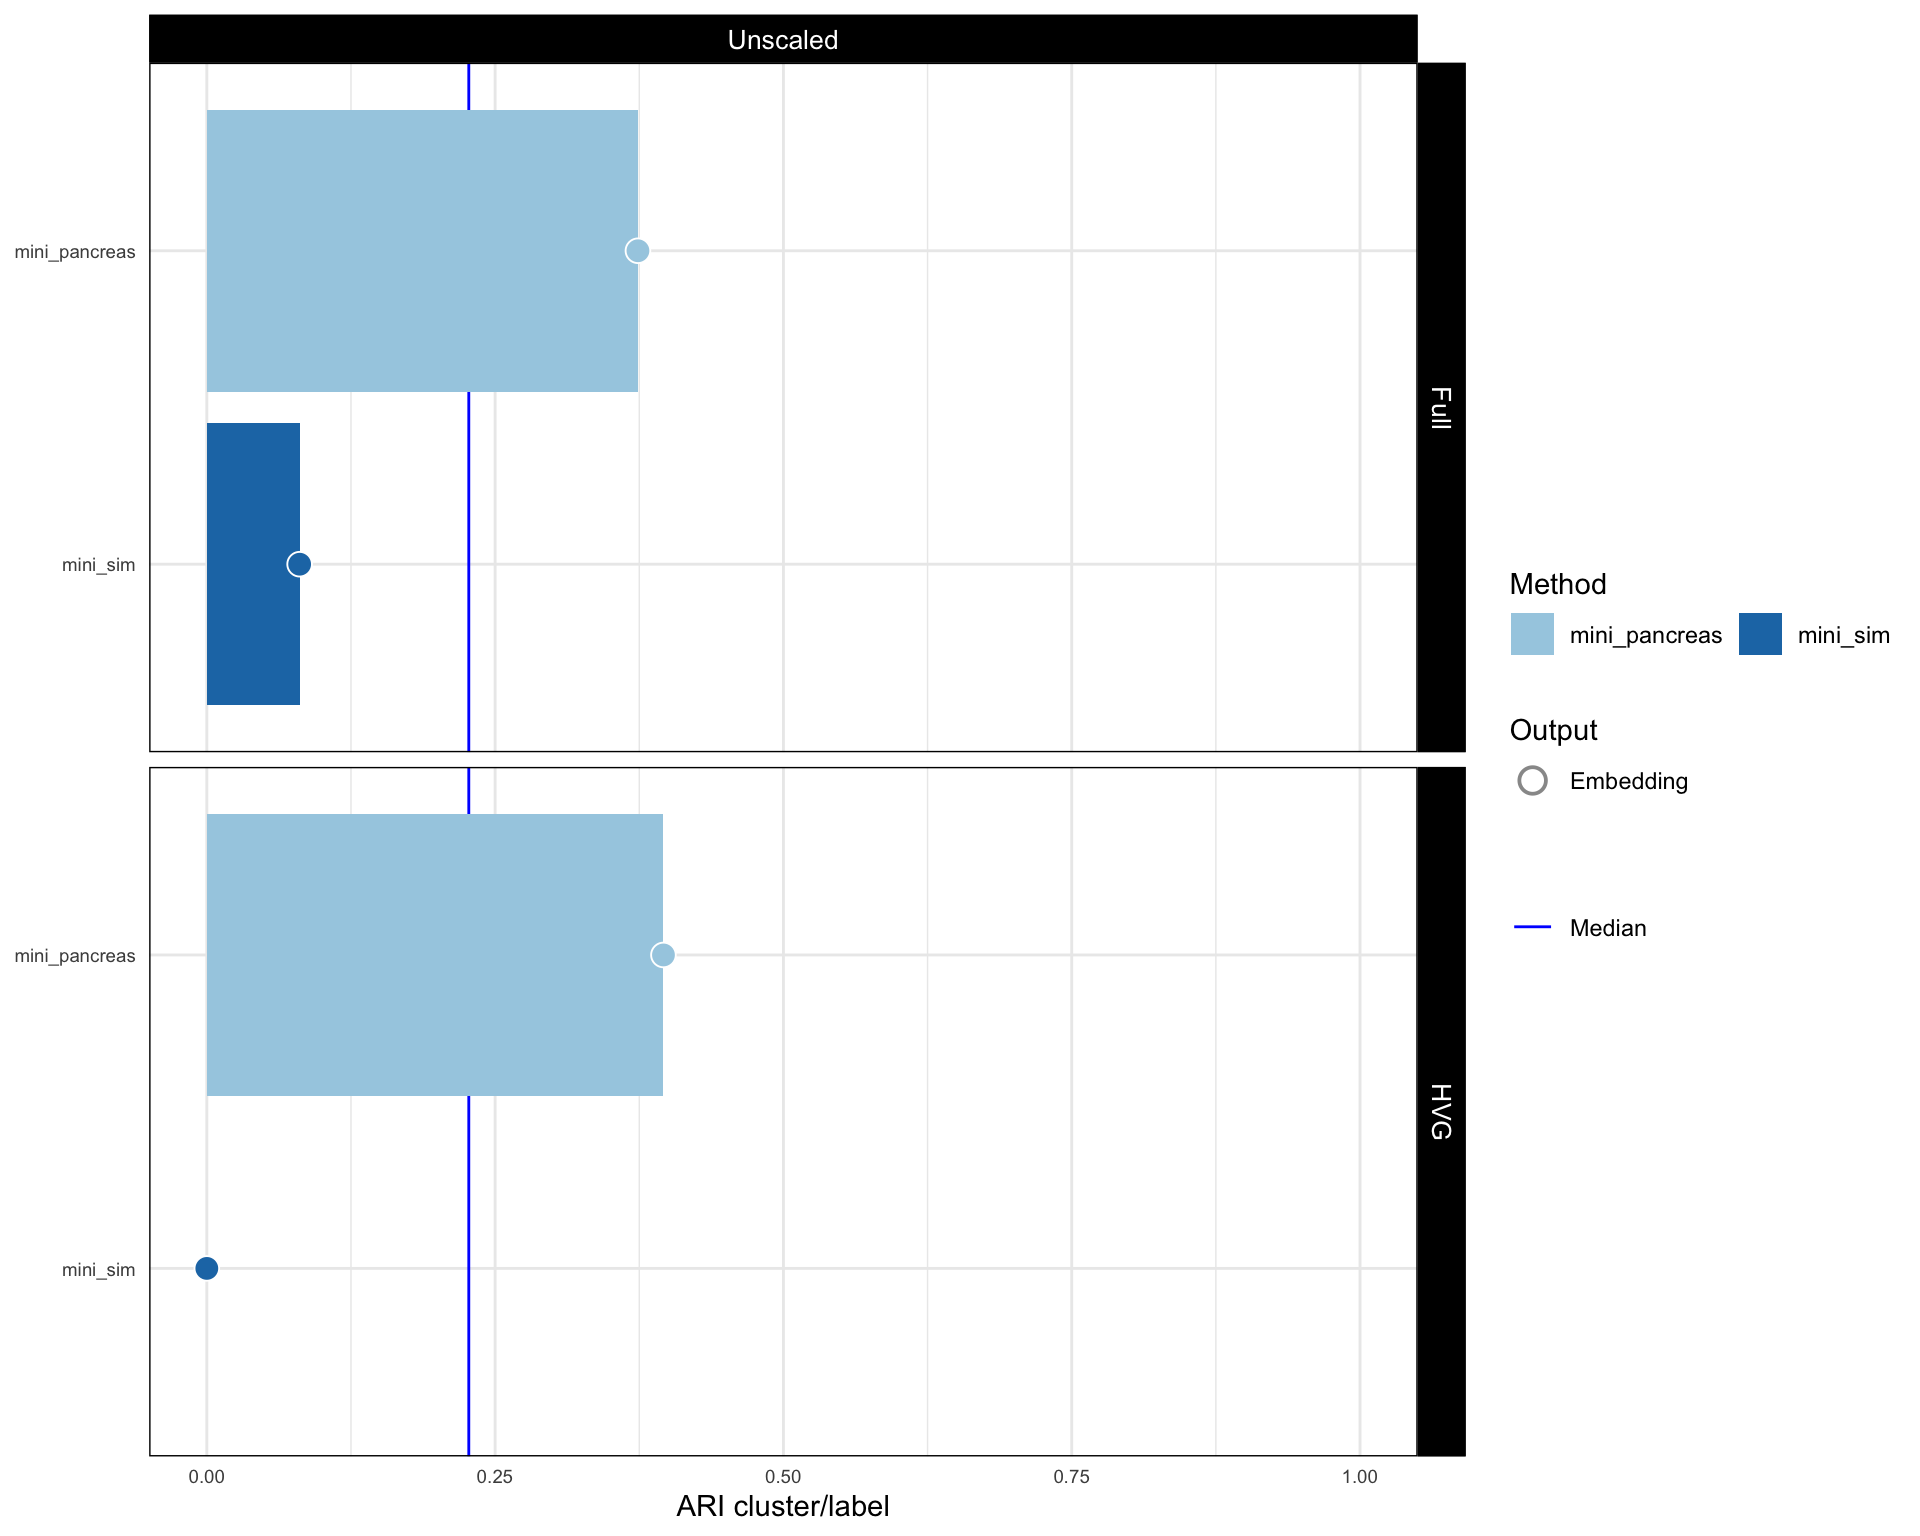 Unscaled
mini_pancreas
mini_sim
Full
mini_pancreas
mini_sim
HVG
0.00 0.25 0.50 0.75 1.00
ARI cluster/label
Method
mini_pancreas mini_sim
Output
Embedding
Median